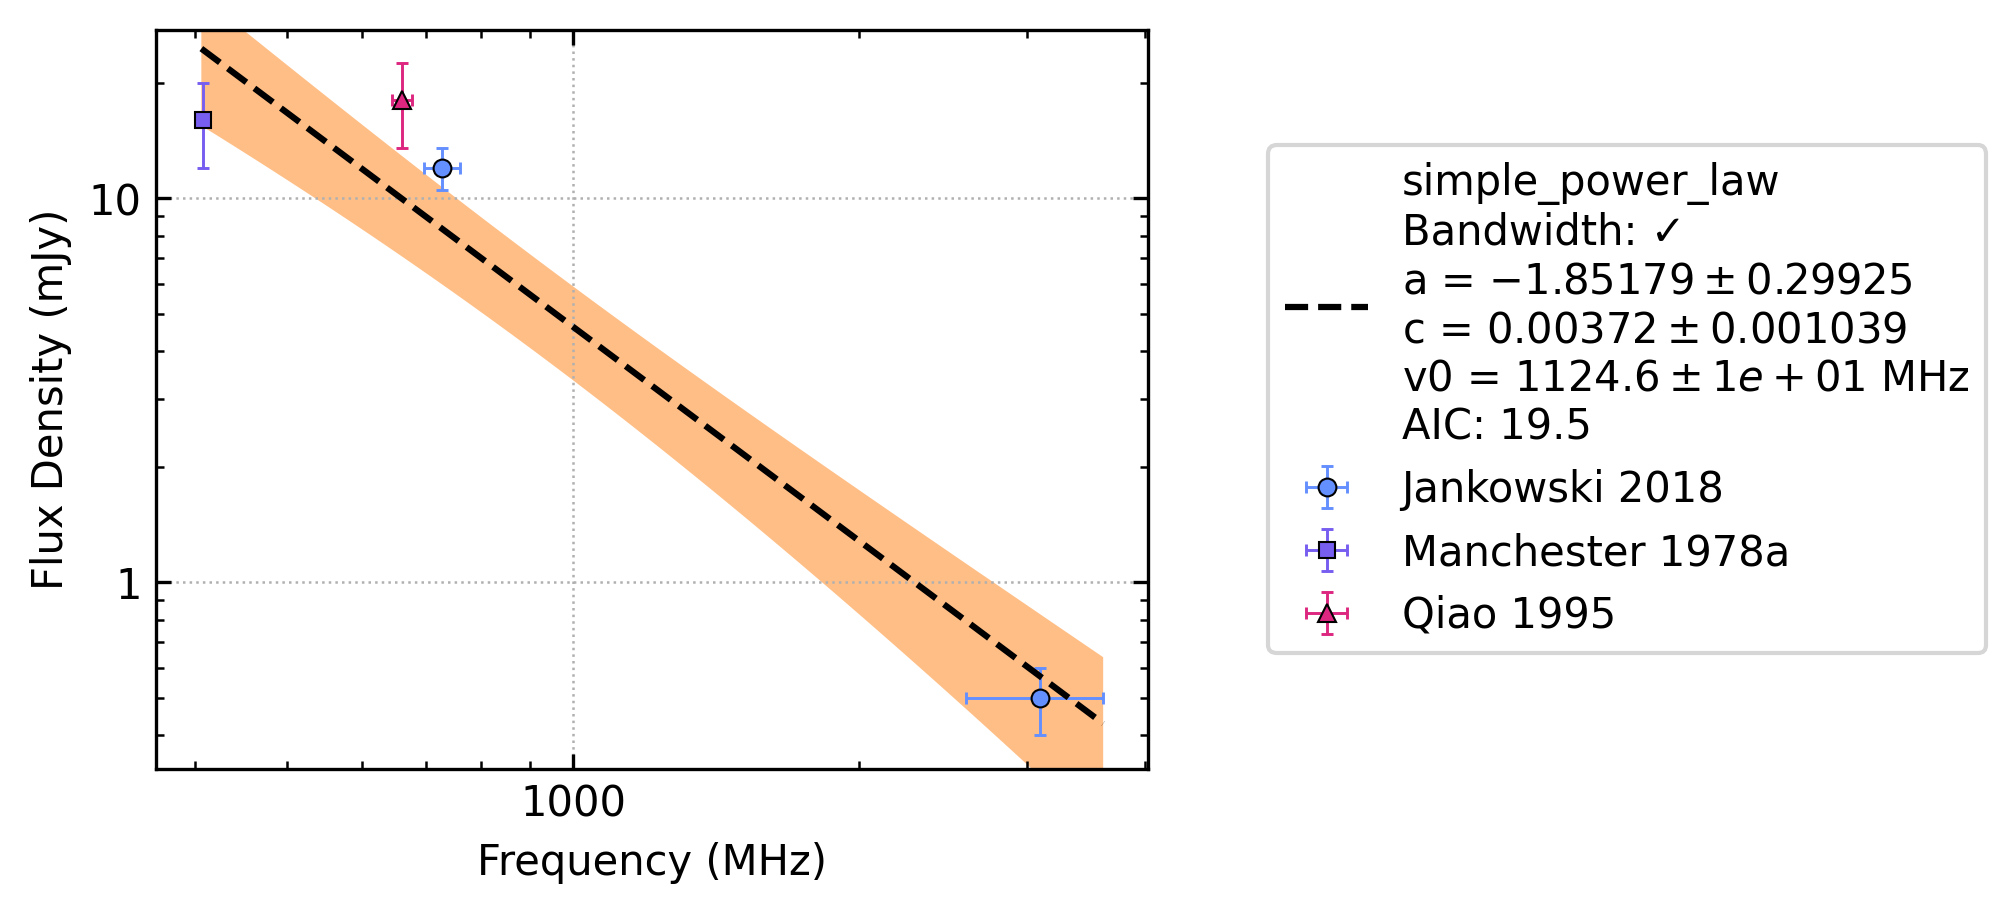 Flux Density (mJy)
10
1
1000
Frequency (MHz)
simple_power_law
Bandwidth: ✓
a = −1.85179 ± 0.29925
c = 0.00372 ± 0.001039
v0 = 1124.6 ± 1e + 01 MHz
AIC: 19.5
Jankowski 2018
Manchester 1978a
Qiao 1995